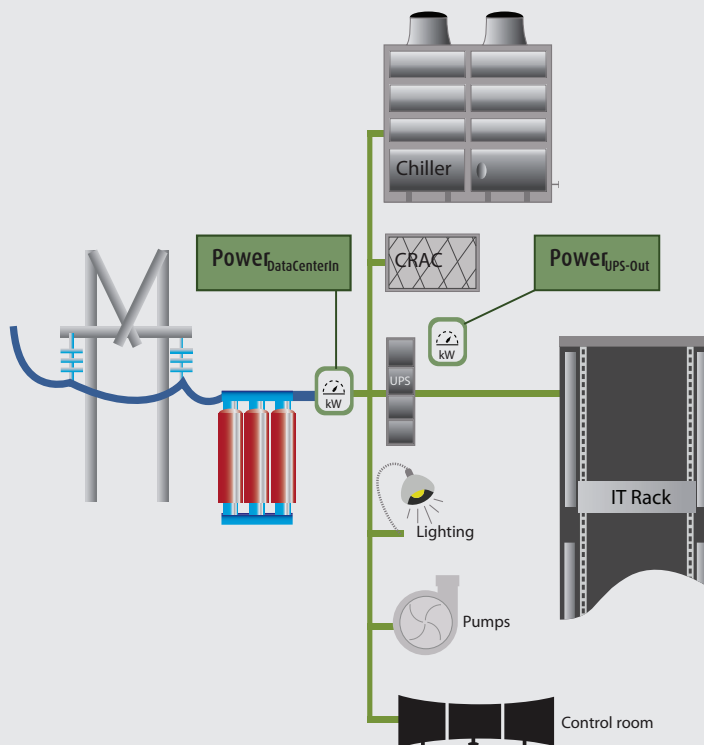 Chiller
PowerDataCenterIn
CRAC
PowerUPS-Out
kW
UPS
kW
IT Rack
Lighting
Pumps
Control room